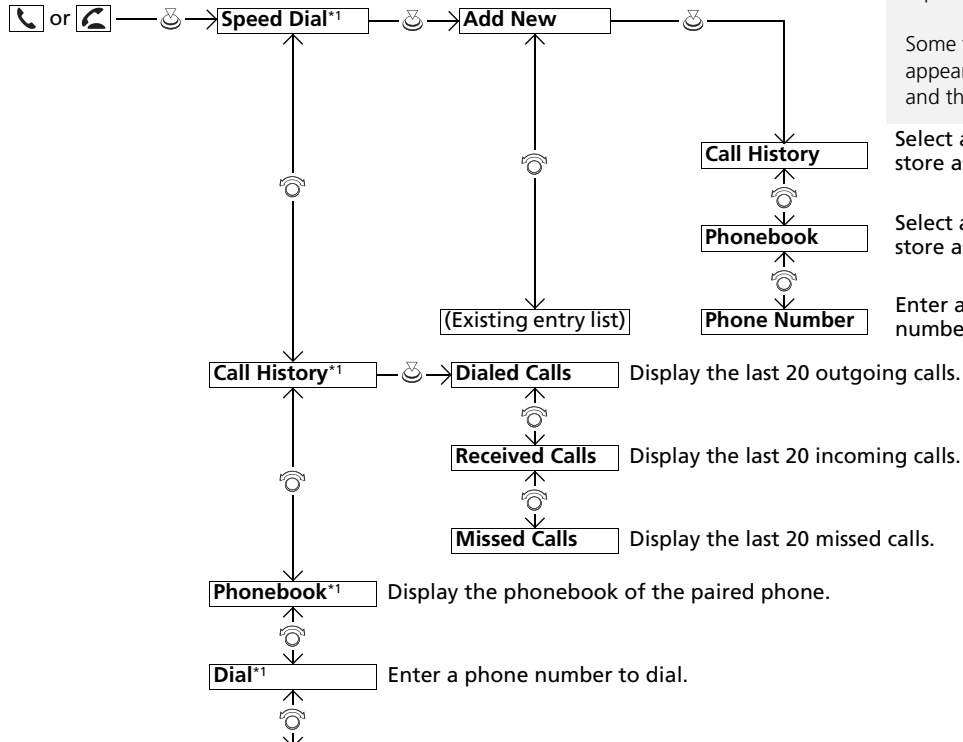 or
Speed Dial*1
Add New
Some
appear
and th
Call History
Select a
store as
Phonebook
Select a
store as
(Existing entry list)
Phone Number
Enter a
number
Call History*1
Dialed Calls
Display the last 20 outgoing calls.
Received Calls
Display the last 20 incoming calls.
Missed Calls
Display the last 20 missed calls.
Phonebook*1
Display the phonebook of the paired phone.
Dial*1
Enter a phone number to dial.